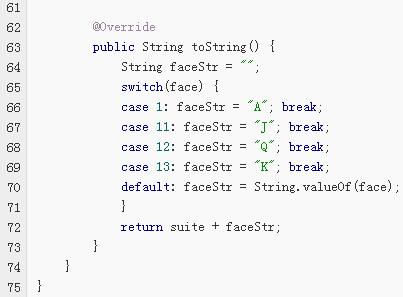 61
62 @Override
63 public String toString() {
64 String faceStr = "";
65 switch(face) {
66 case 1: faceStr = "A"; break;
67 case 11: faceStr = "J"; break;
68 case 12: faceStr = "Q"; break;
69 case 13: faceStr = "K"; break;
70 default: faceStr = String.valueOf(face);
71 }
72 return suite + faceStr;
73 }
74 }
75 }